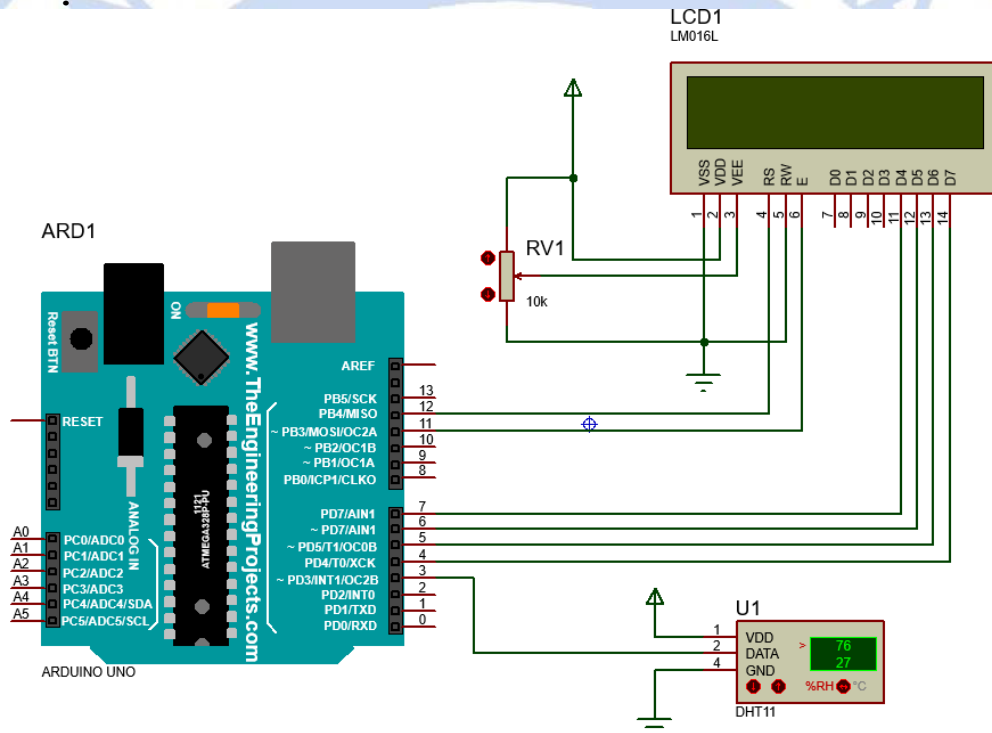 LCD1
LM016L
VSS
VDD
VEE
RS
RW
E
D0
D1
D2
D3
D4
D5
D6
D7
1
2
3
4
5
6
7
8
9
10
11
12
13
14
RV1
10k
ARD1
Reset BTN
ON
www.TheEngineeringProjects.com
RESET
ANALOG IN
1121
ATMEGA328P-PU
AREF
PB5/SCK 13
PB4/MISO 12
~ PB3/MOSI/OC2A 11
~ PB2/OC1B 10
~ PB1/OC1A 9
PB0/ICP1/CLKO 8
PD7/AIN1 7
~ PD7/AIN1 6
~ PD5/T1/OC0B 5
PD4/T0/XCK 4
~ PD3/INT1/OC2B 3
PD2/INT0 2
PD1/TXD 1
PD0/RXD 0
A0 PC0/ADC0
A1 PC1/ADC1
A2 PC2/ADC2
A3 PC3/ADC3
A4 PC4/ADC4/SDA
A5 PC5/ADC5/SCL
ARDUINO UNO
U1
1 VDD
2 DATA
4 GND
> 76
27
%RH °C
DHT11